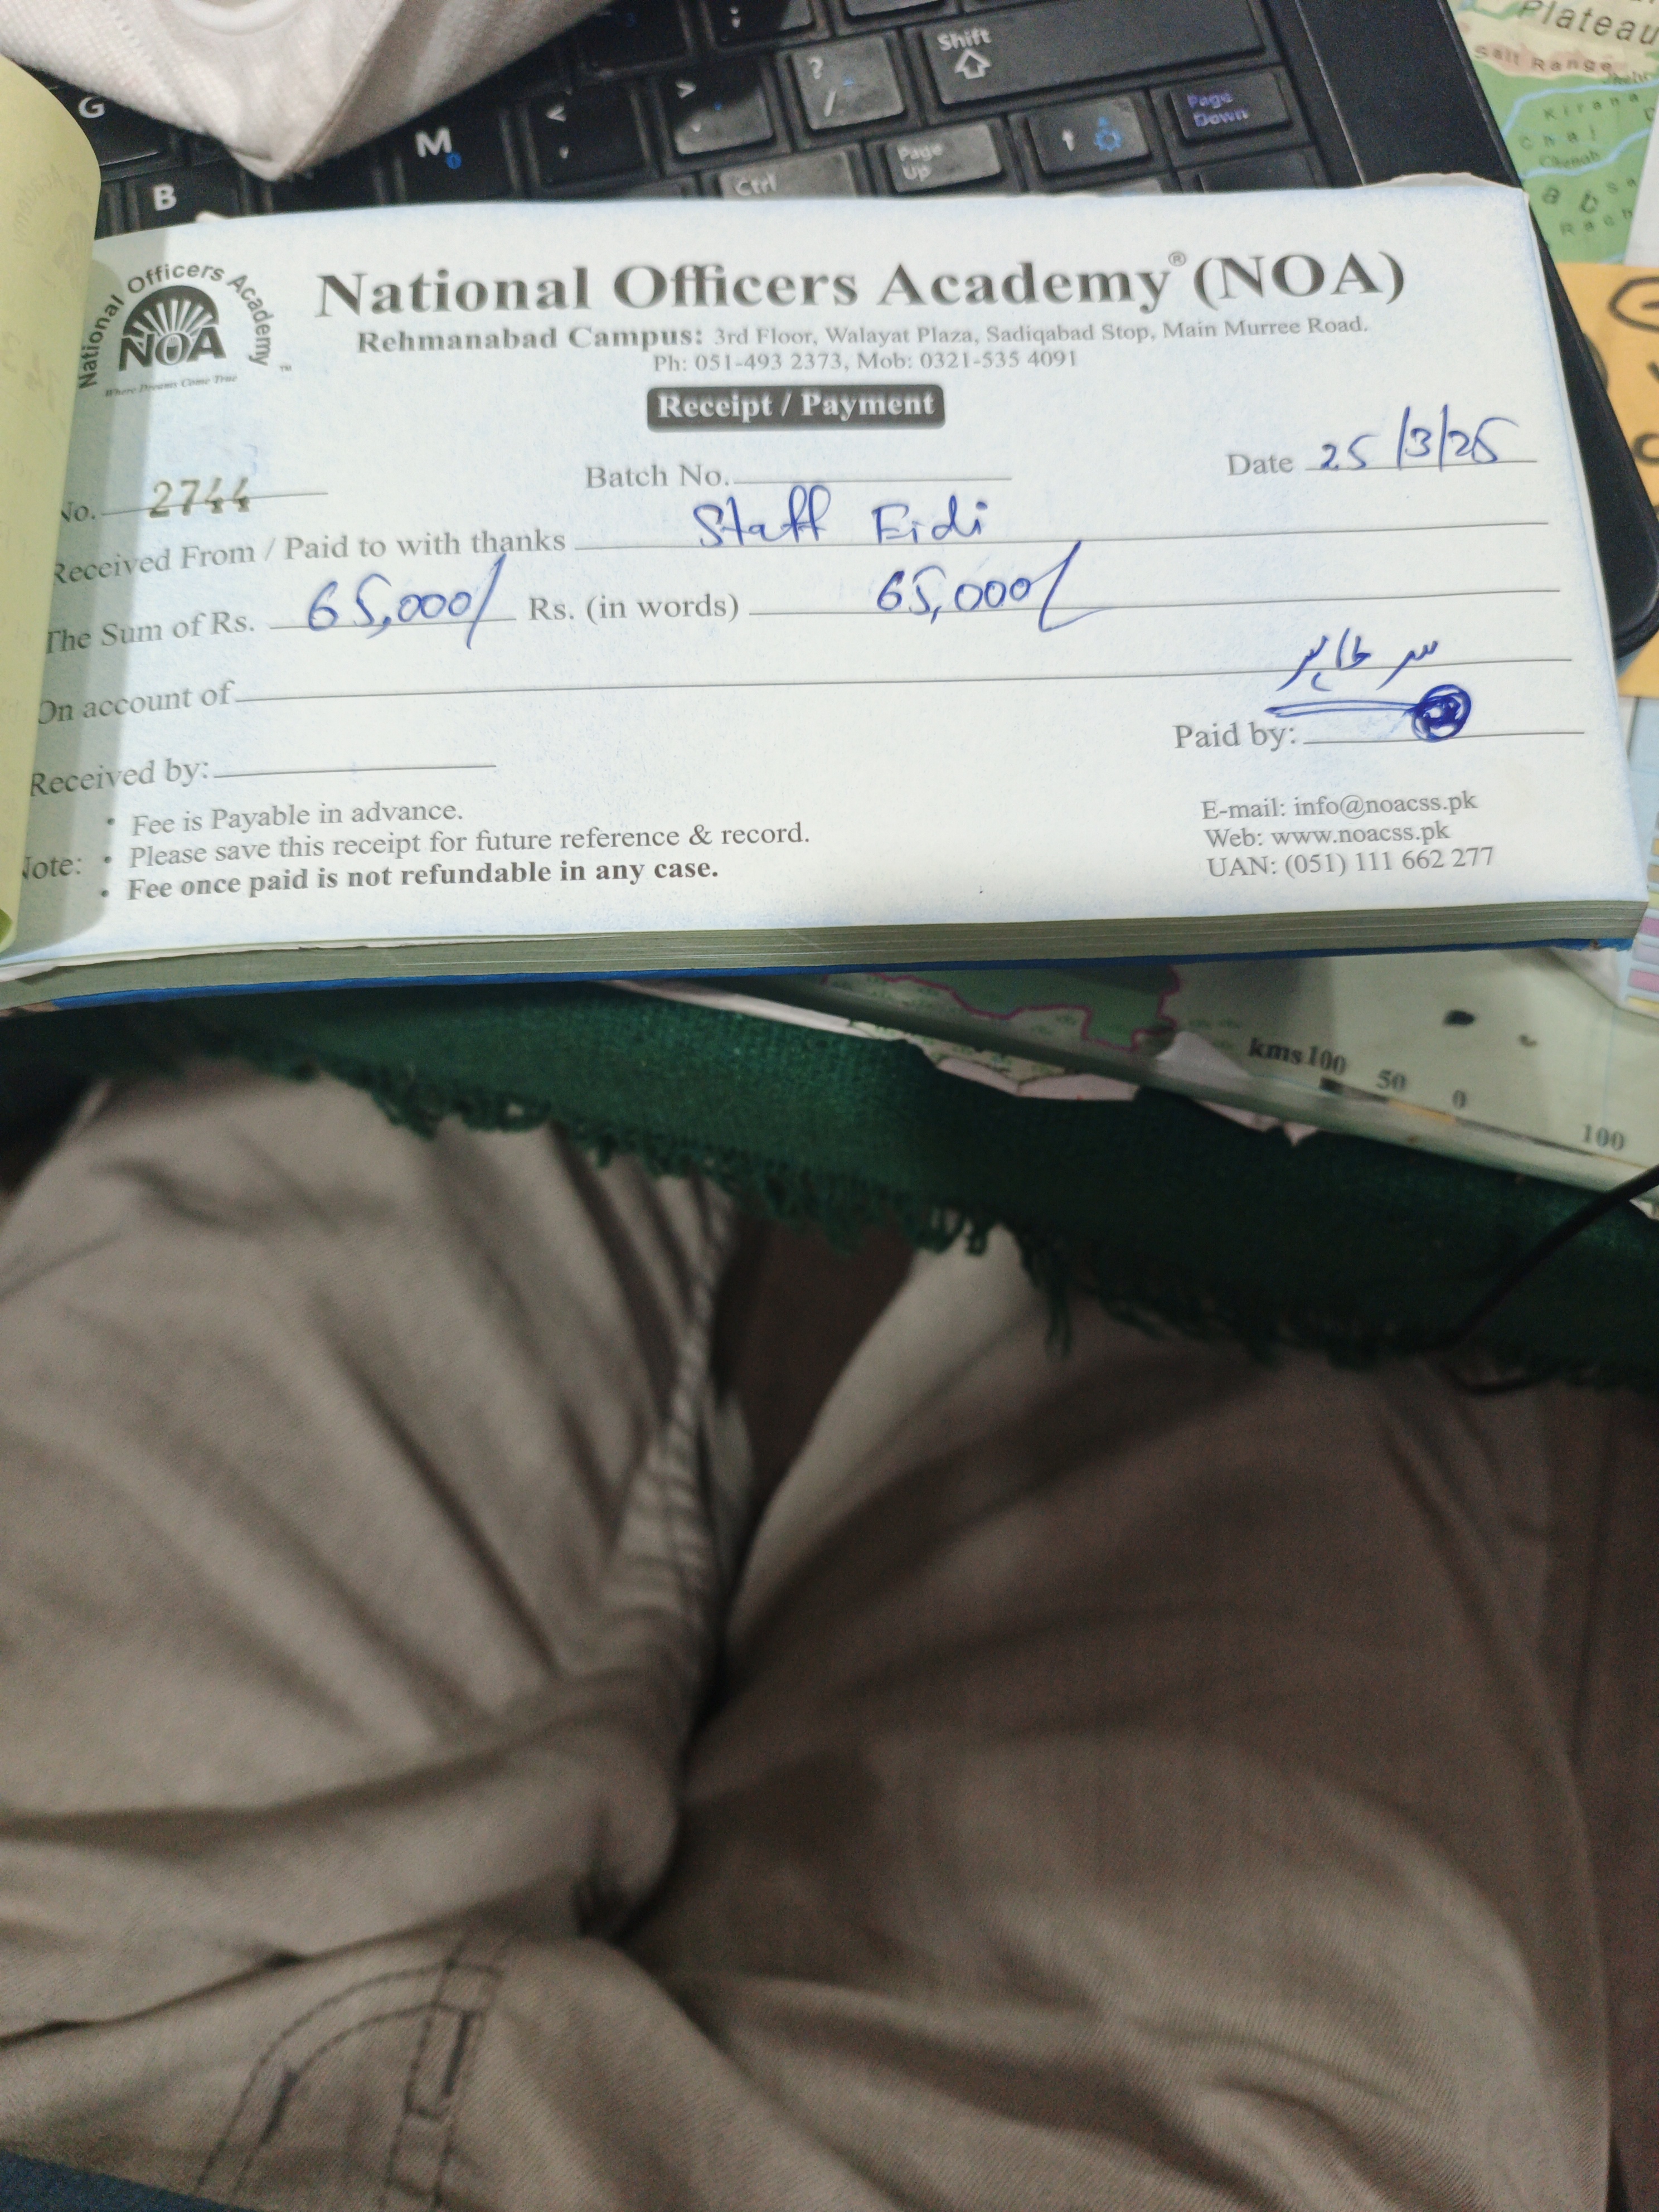 Shift
?
/
>
.
<
,
G
M
B
Page
Down
Page
Up
Ctrl
Plateau
Salt Range
Kirana
Chenab
National Officers Academy
NOA
TM
Where Dreams Come True
National Officers Academy® (NOA)
Rehmanabad Campus: 3rd Floor, Walayat Plaza, Sadiqabad Stop, Main Murree Road.
Ph: 051-493 2373, Mob: 0321-535 4091
Receipt / Payment
No. 2744 Batch No. Date 25/3/25
Received From / Paid to with thanks Staff Eidi
The Sum of Rs. 65,000/ Rs. (in words) 65,000/
On account of
سر طاہر
Received by: Paid by:
Note:
• Fee is Payable in advance.
• Please save this receipt for future reference & record.
• Fee once paid is not refundable in any case.
E-mail: info@noacss.pk
Web: www.noacss.pk
UAN: (051) 111 662 277
kms 100 50 0 100